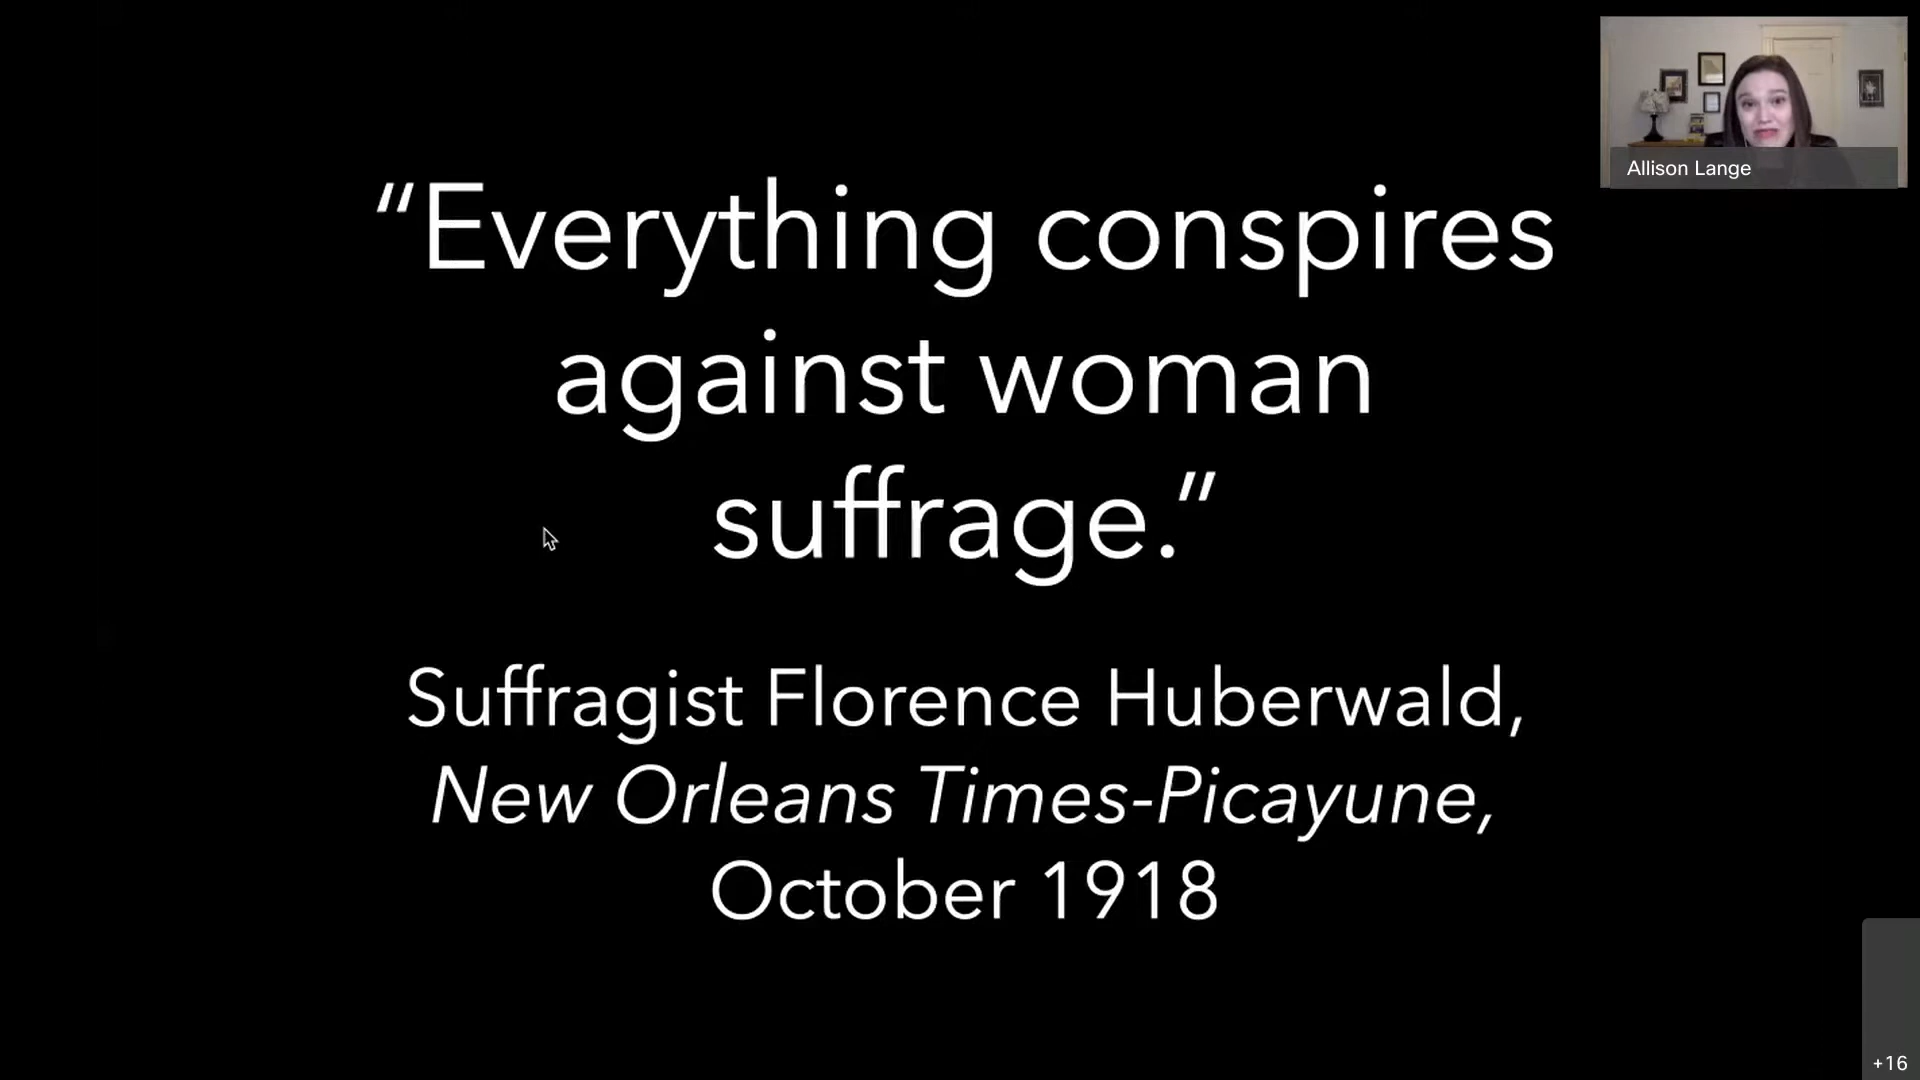 Allison Lange
“Everything conspires
against woman
suffrage.”
Suffragist Florence Huberwald,
New Orleans Times-Picayune,
October 1918
+16